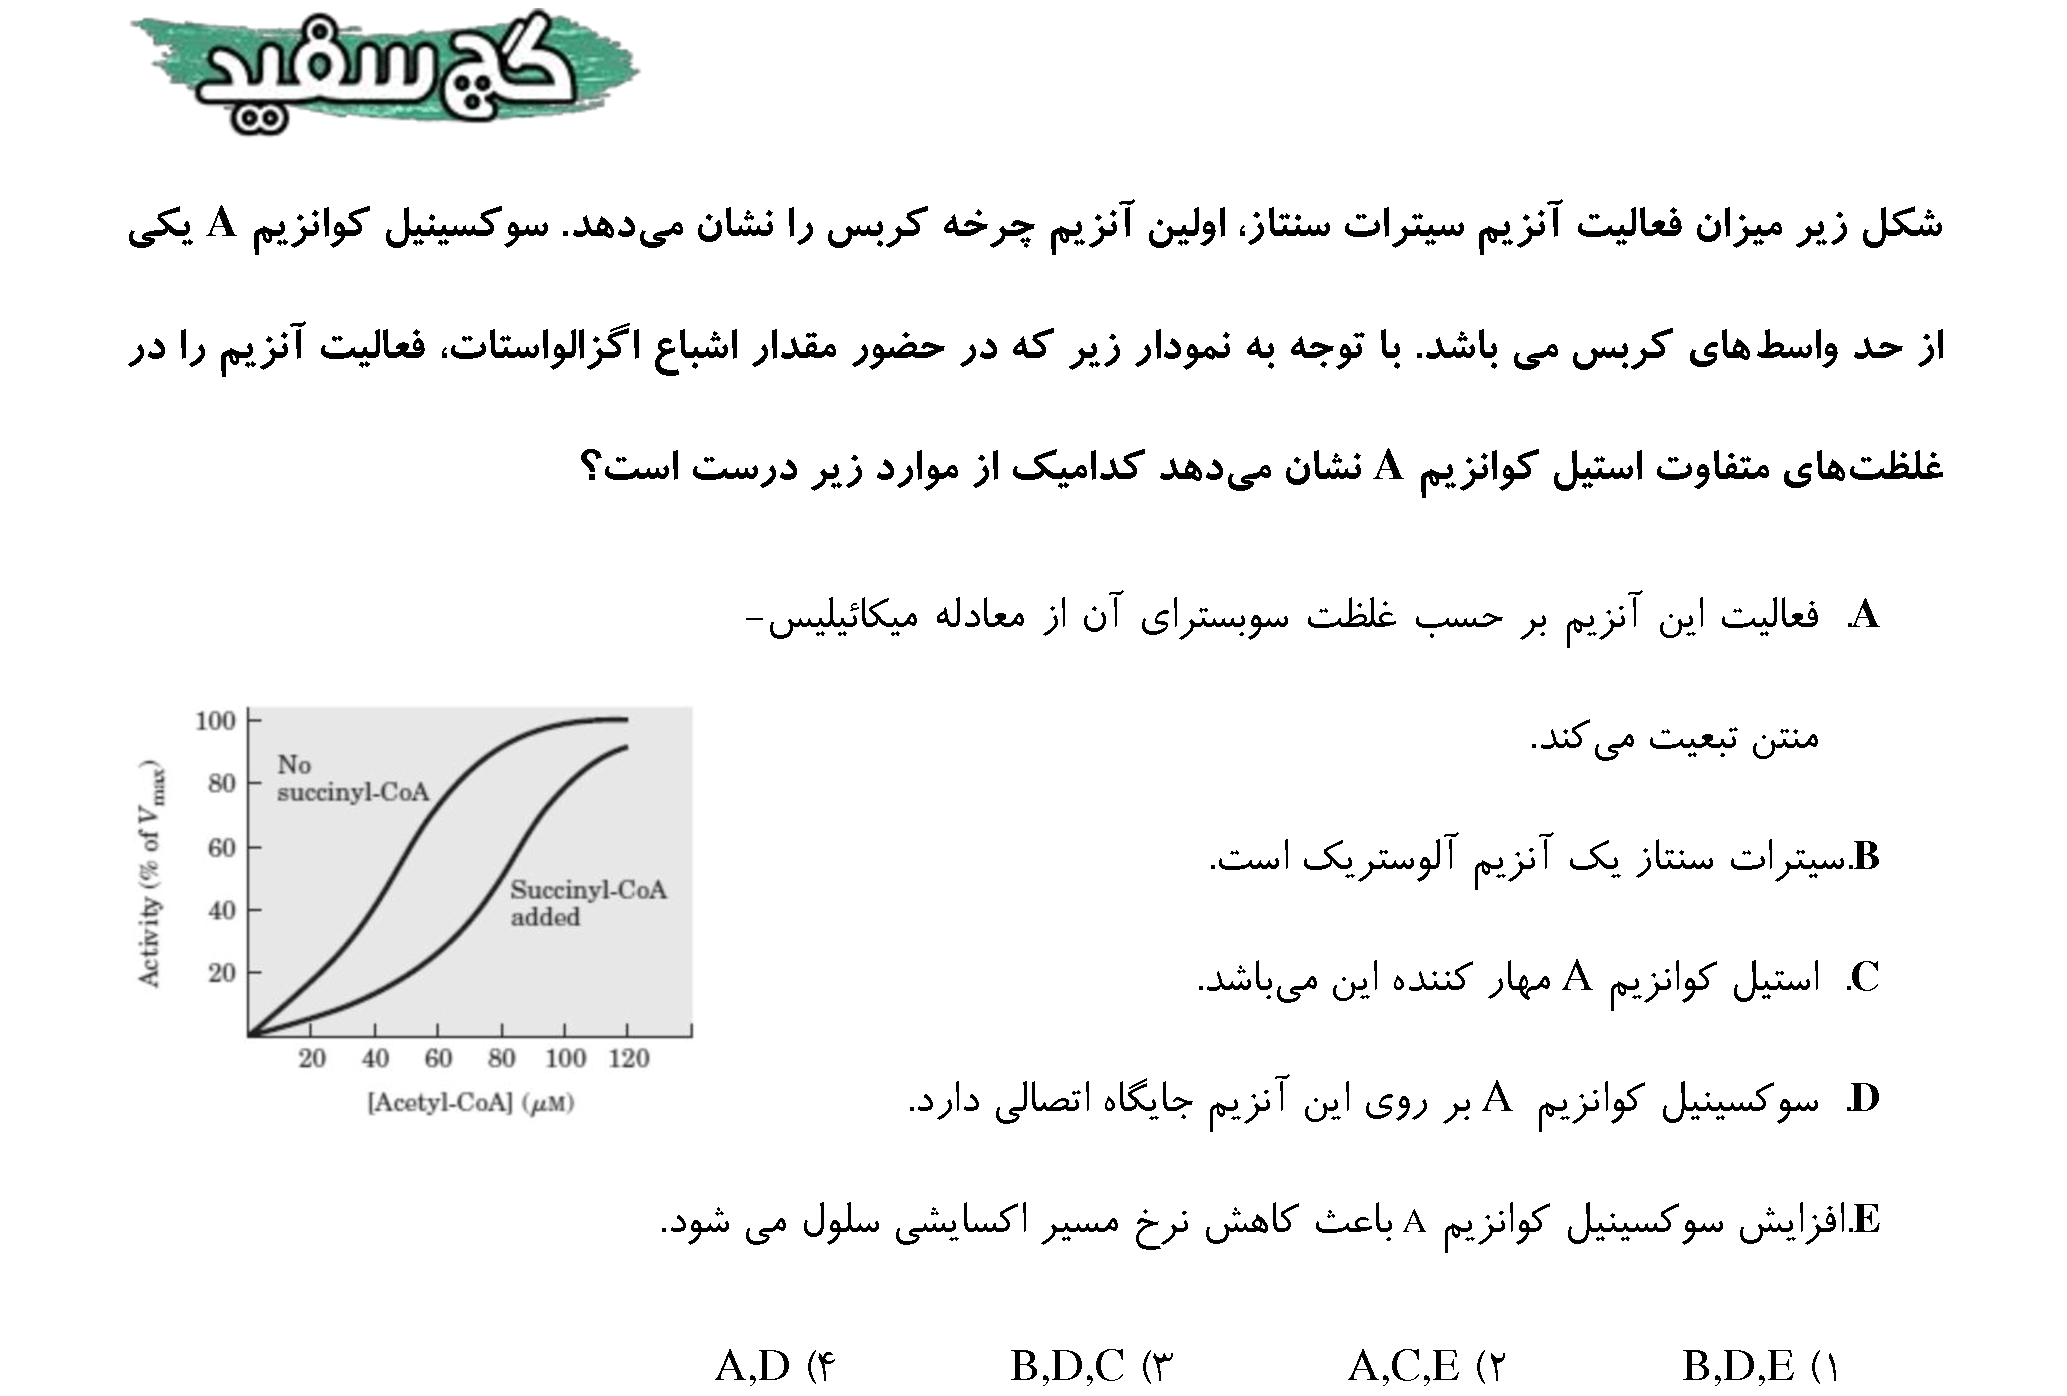 گچ سفید
شکل زیر میزان فعالیت آنزیم سیترات سنتاز، اولین آنزیم چرخه کربس را نشان می‌دهد. سوکسینیل کوانزیم A یکی
از حد واسط‌های کربس می باشد. با توجه به نمودار زیر که در حضور مقدار اشباع اگزالواستات، فعالیت آنزیم را در
غلظت‌های متفاوت استیل کوانزیم A نشان می‌دهد کدامیک از موارد زیر درست است؟
A. فعالیت این آنزیم بر حسب غلظت سوبسترای آن از معادله میکائیلیس-
منتن تبعیت می‌کند.
B.سیترات سنتاز یک آنزیم آلوستریک است.
C. استیل کوانزیم A مهار کننده این می‌باشد.
D. سوکسینیل کوانزیم A بر روی این آنزیم جایگاه اتصالی دارد.
E.افزایش سوکسینیل کوانزیم A باعث کاهش نرخ مسیر اکسایشی سلول می شود.
Activity (% of Vmax)
100
80
60
40
20
No
succinyl-CoA
Succinyl-CoA
added
20 40 60 80 100 120
[Acetyl-CoA] (μM)
۱) B,D,E ۲) A,C,E ۳) B,D,C ۴) A,D